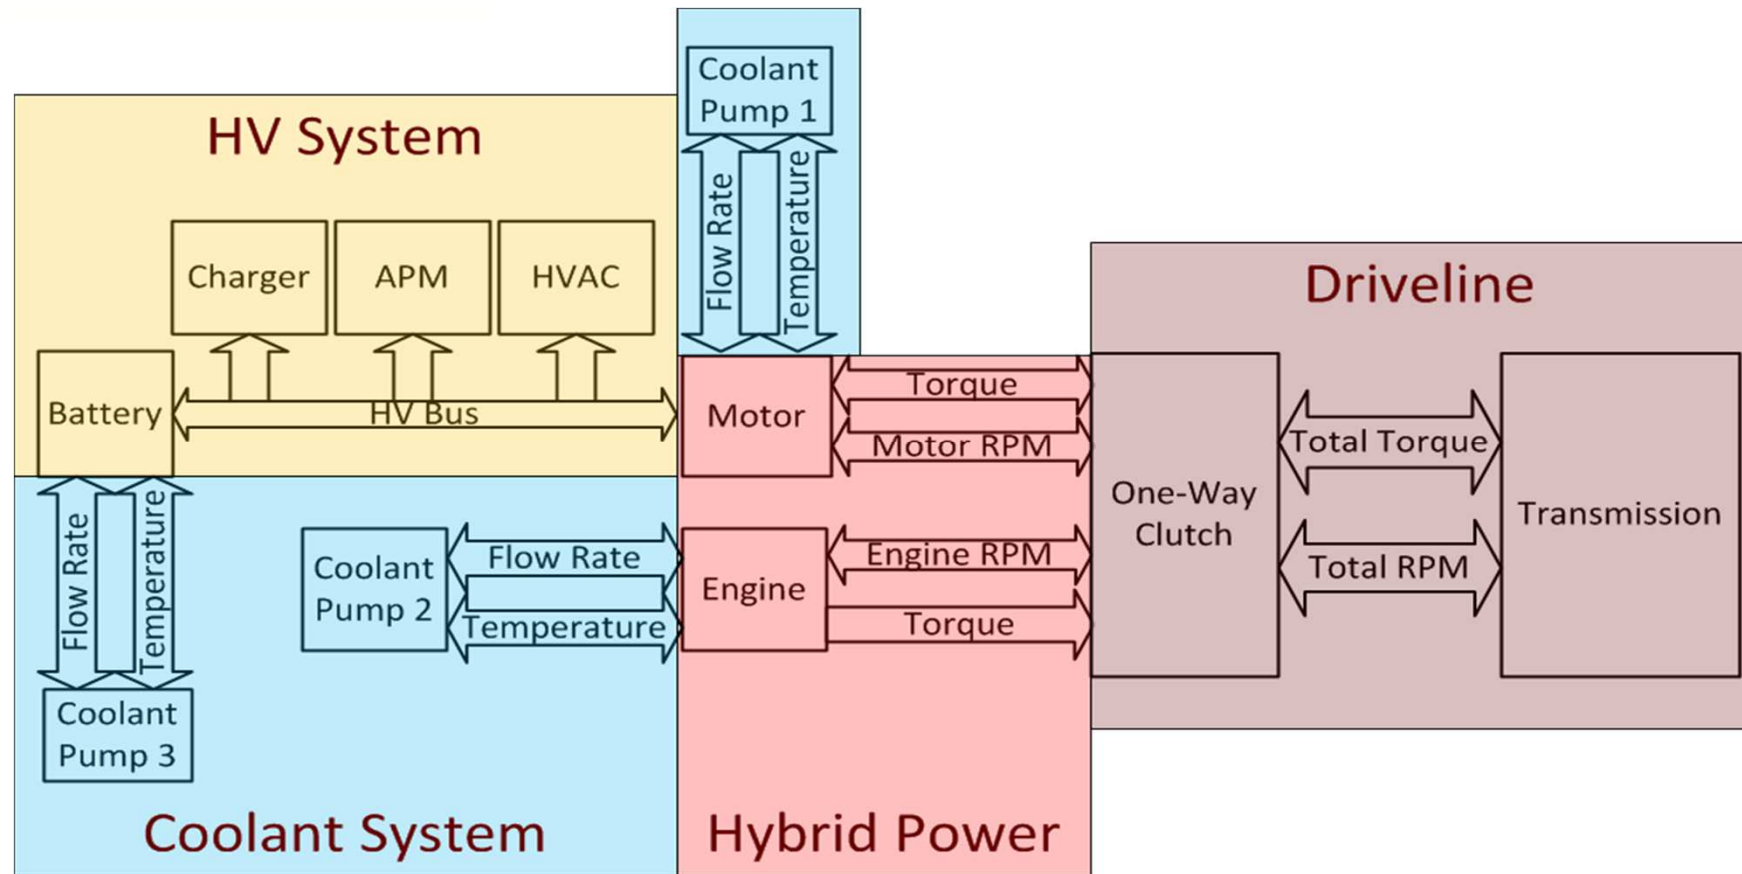 Coolant
Pump 1
HV System
Flow Rate
Temperature
Charger
APM
HVAC
Driveline
Battery
HV Bus
Motor
Torque
Motor RPM
Total Torque
One-Way
Clutch
Transmission
Flow Rate
Temperature
Coolant
Pump 2
Flow Rate
Temperature
Engine
Engine RPM
Torque
Total RPM
Coolant
Pump 3
Coolant System
Hybrid Power